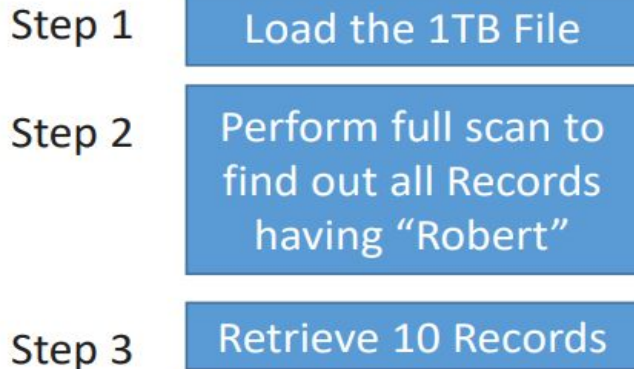 Step 1
Load the 1TB File
Step 2
Perform full scan to
find out all Records
having “Robert”
Step 3
Retrieve 10 Records